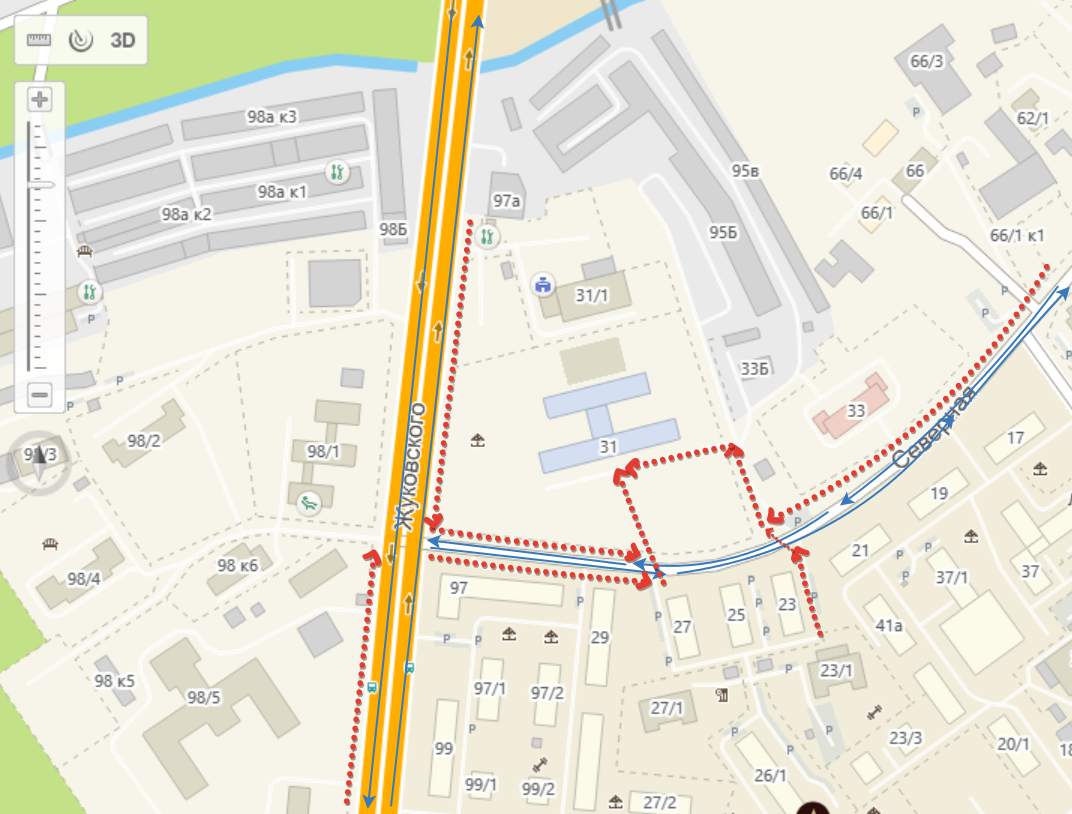 3D
66/3
98а к3
62/1
95в
66/4
66
98а к1
97а
98а к2
66/1
98Б
95Б
66/1 к1
P
31/1
P
P
P
33Б
P
P
33
Жуковского
Северная
98/2
98/1
31
17
19
P
21
98 к6
98/4
97
P
P
P
P
P
37/1
37
29
27
25
23
41а
P
P
P
P
P
23/1
98 к5
98/5
97/1
97/2
27/1
P
P
P
P
23/3
99
20/1
99/1
99/2
26/1
27/2